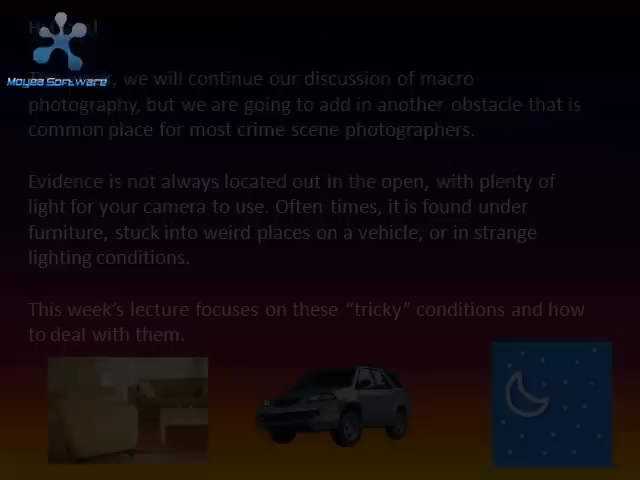 Moyea Software
we will continue our discussion of macro
photography, but we are going to add in another obstacle that is
common place for most crime scene photographers.
Evidence is not always located out in the open, with plenty of
light for your camera to use. Often times, it is found under
furniture, stuck into weird places on a vehicle, or in strange
lighting conditions.
This week's lecture focuses on these “tricky” conditions and how
to deal with them.